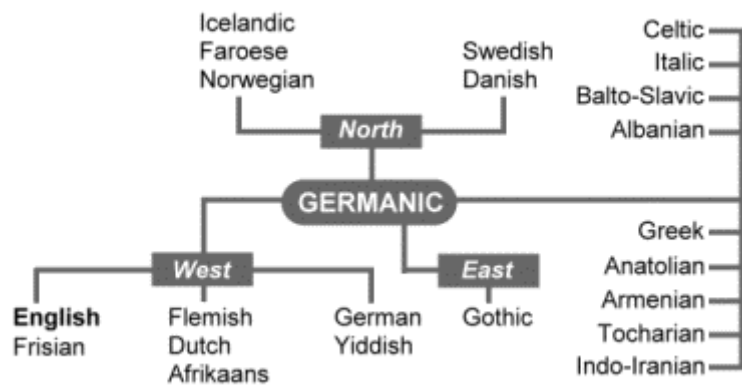 Icelandic
Faroese
Norwegian
Swedish
Danish
North
GERMANIC
West
East
English
Frisian
Flemish
Dutch
Afrikaans
German
Yiddish
Gothic
Celtic
Italic
Balto-Slavic
Albanian
Greek
Anatolian
Armenian
Tocharian
Indo-Iranian